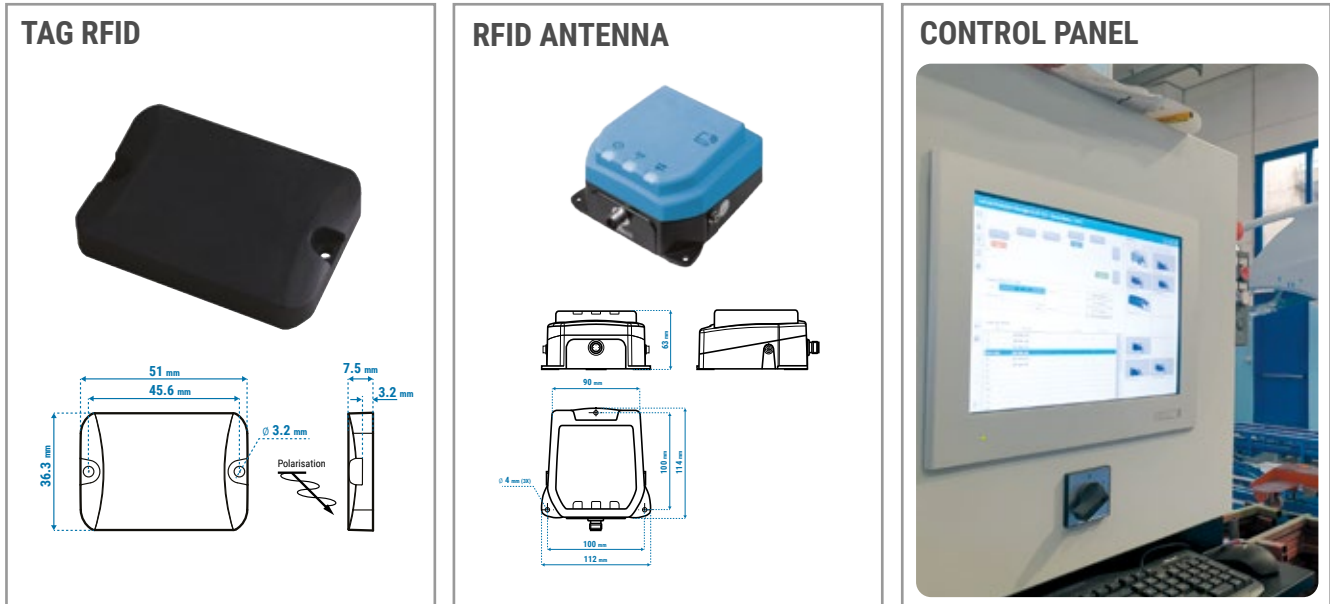 TAG RFID
51 mm
45.6 mm
7.5 mm
3.2 mm
Ø 3.2 mm
36.3 mm
Polarisation
RFID ANTENNA
63 mm
90 mm
100 mm
114 mm
Ø 4 mm (3X)
100 mm
112 mm
CONTROL PANEL